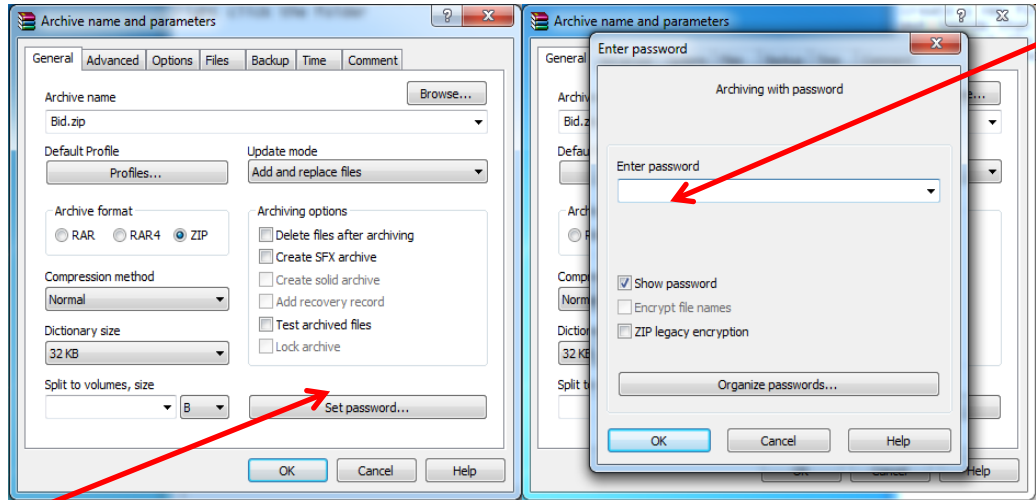 Archive name and parameters
General Advanced Options Files Backup Time Comment
Archive name
Browse...
Bid.zip
Default Profile
Update mode
Profiles...
Add and replace files
Archive format
RAR RAR4 ZIP
Archiving options
Delete files after archiving
Create SFX archive
Create solid archive
Add recovery record
Test archived files
Lock archive
Compression method
Normal
Dictionary size
32 KB
Split to volumes, size
B
Set password...
OK Cancel Help
Archive name and parameters
General
Enter password
Archiving with password
Enter password
Show password
Encrypt file names
ZIP legacy encryption
Organize passwords...
OK Cancel Help
Help